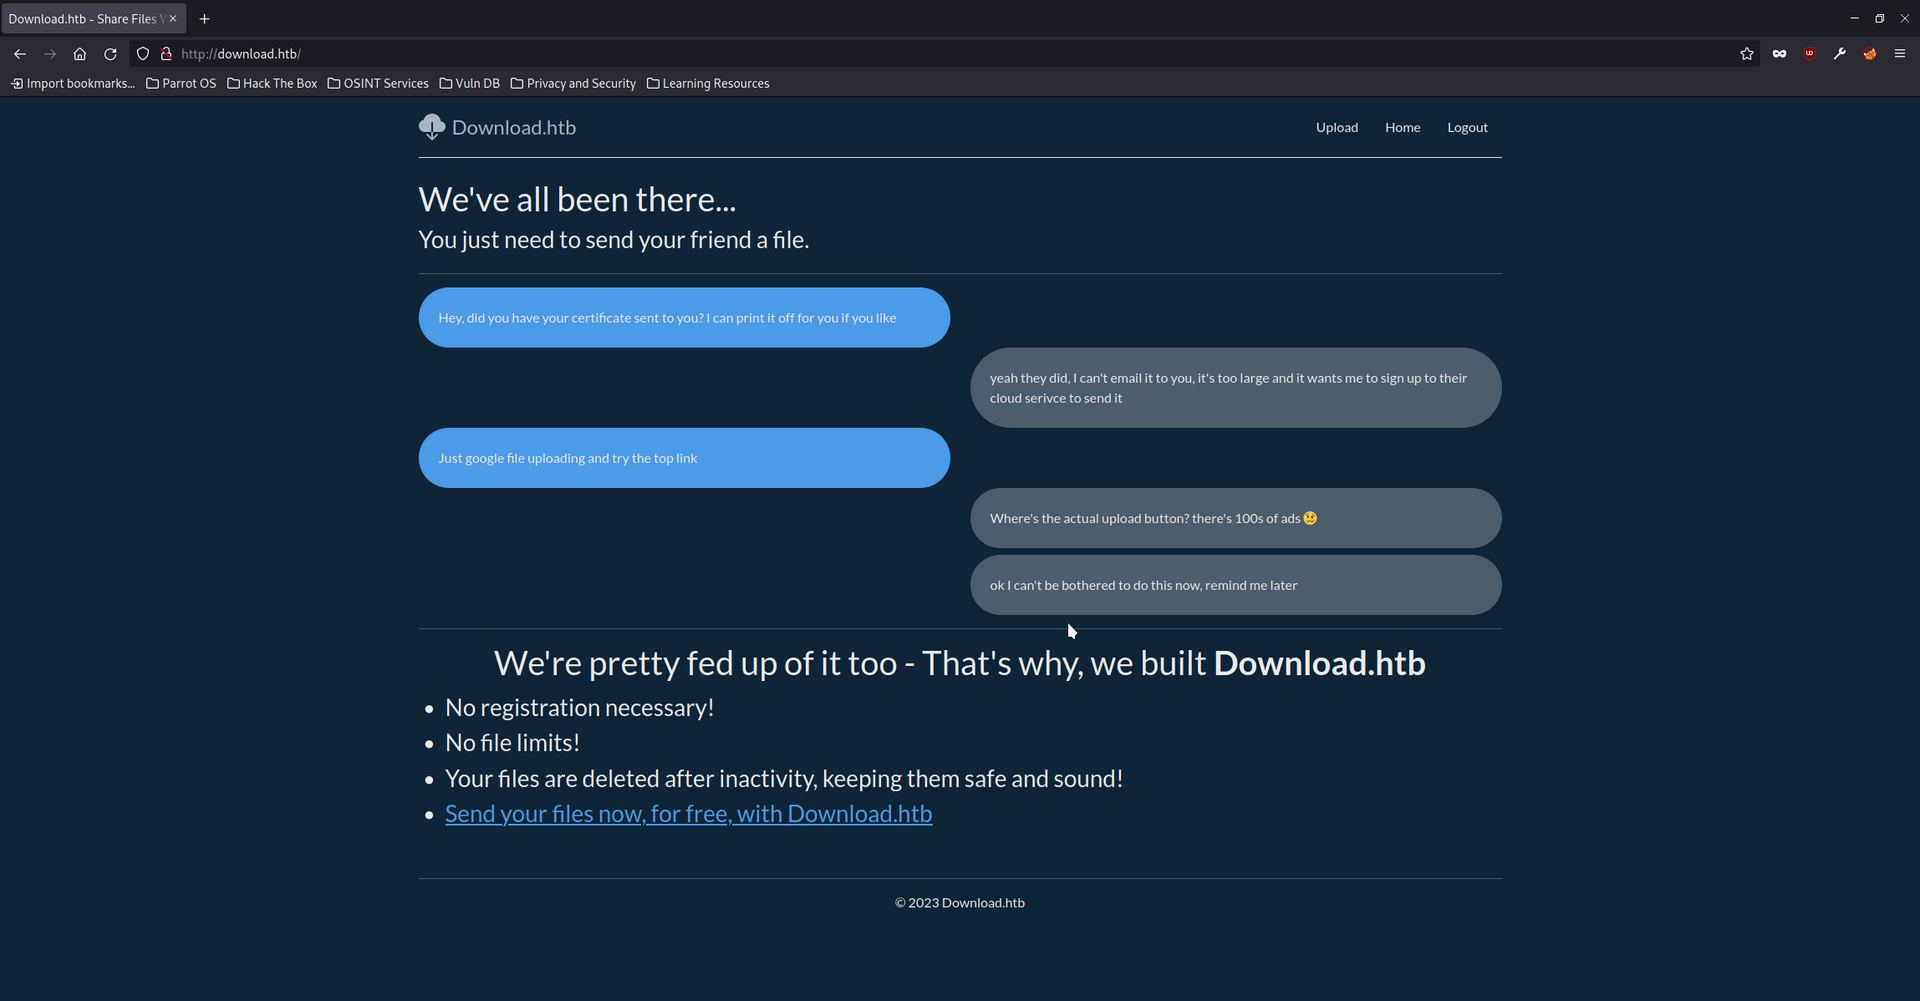 Download.htb - Share Files W
http://download.htb/
Import bookmarks... Parrot OS Hack The Box OSINT Services Vuln DB Privacy and Security Learning Resources
Download.htb Upload Home Logout
We've all been there...
You just need to send your friend a file.
Hey, did you have your certificate sent to you? I can print it off for you if you like
yeah they did, I can't email it to you, it's too large and it wants me to sign up to their
cloud serivce to send it
Just google file uploading and try the top link
Where's the actual upload button? there's 100s of ads 🤨
ok I can't be bothered to do this now, remind me later
We're pretty fed up of it too - That's why, we built Download.htb
• No registration necessary!
• No file limits!
• Your files are deleted after inactivity, keeping them safe and sound!
• Send your files now, for free, with Download.htb
© 2023 Download.htb